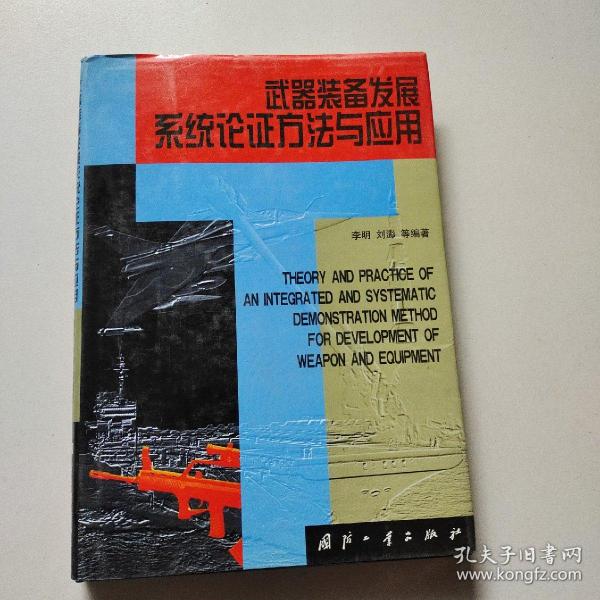 武器装备发展
系统论证方法与应用
李明 刘澎 等编著
THEORY AND PRACTICE OF
AN INTEGRATED AND SYSTEMATIC
DEMONSTRATION METHOD
FOR DEVELOPMENT OF
WEAPON AND EQUIPMENT
国防工业出版社
孔夫子旧书网
www.kongfz.com